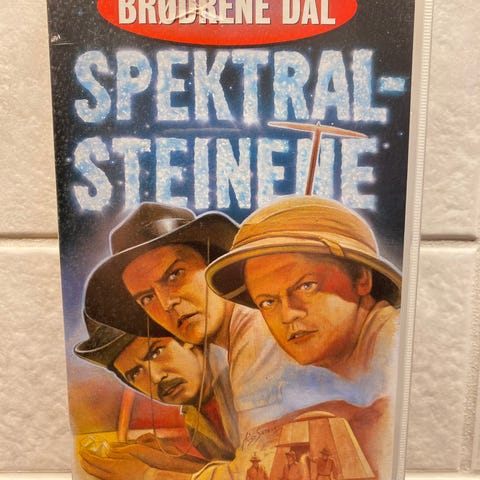 BRØDRENE DAL
SPEKTRAL-
STEINENE